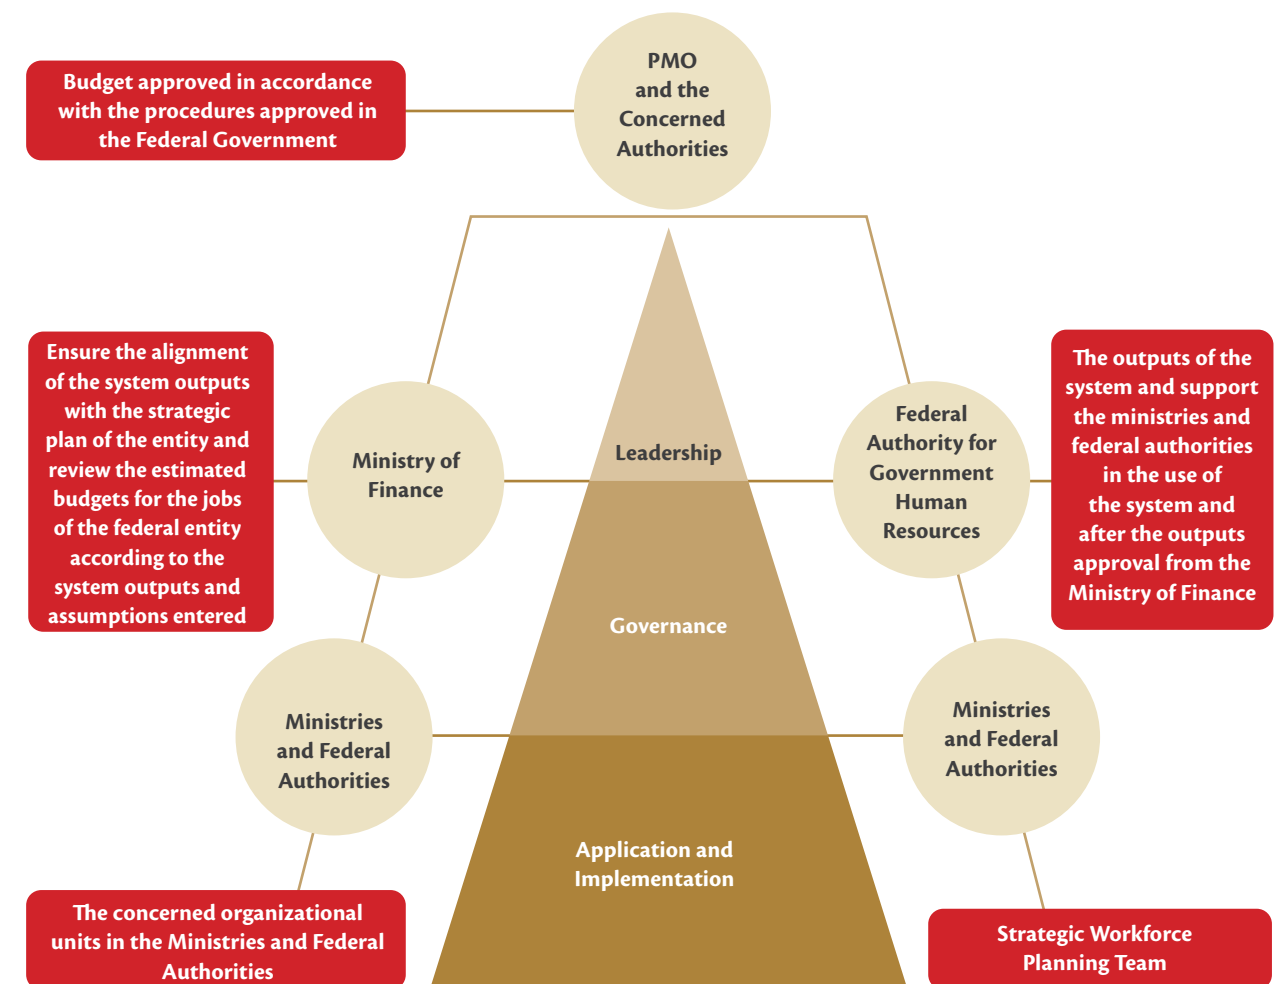 PMO
and the
Concerned
Authorities
Budget approved in accordance
with the procedures approved in
the Federal Government
Ensure the alignment
of the system outputs
with the strategic
plan of the entity and
review the estimated
budgets for the jobs
of the federal entity
according to the
system outputs and
assumptions entered
Ministry of
Finance
Leadership
Federal
Authority for
Government
Human
Resources
The outputs of the
system and support
the ministries and
federal authorities
in the use of
the system and
after the outputs
approval from the
Ministry of Finance
Governance
Ministries
and Federal
Authorities
Ministries
and Federal
Authorities
Application and
Implementation
The concerned organizational
units in the Ministries and Federal
Authorities
Strategic Workforce
Planning Team